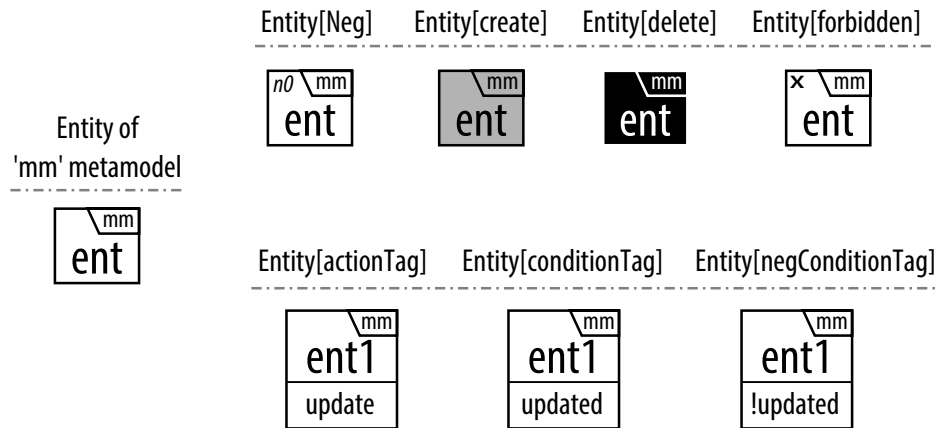 Entity[Neg] Entity[create] Entity[delete] Entity[forbidden]
n0 mm mm mm x mm
ent ent ent ent
Entity of
'mm' metamodel
mm
ent
Entity[actionTag] Entity[conditionTag] Entity[negConditionTag]
mm mm mm
ent1 ent1 ent1
update updated !updated